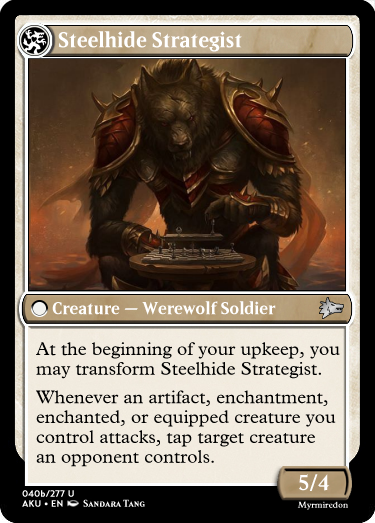 Steelhide Strategist
Creature — Werewolf Soldier
At the beginning of your upkeep, you
may transform Steelhide Strategist.
Whenever an artifact, enchantment,
enchanted, or equipped creature you
control attacks, tap target creature
an opponent controls.
5/4
040b/277 U
AKU • EN Sandara Tang
Myrmiredon